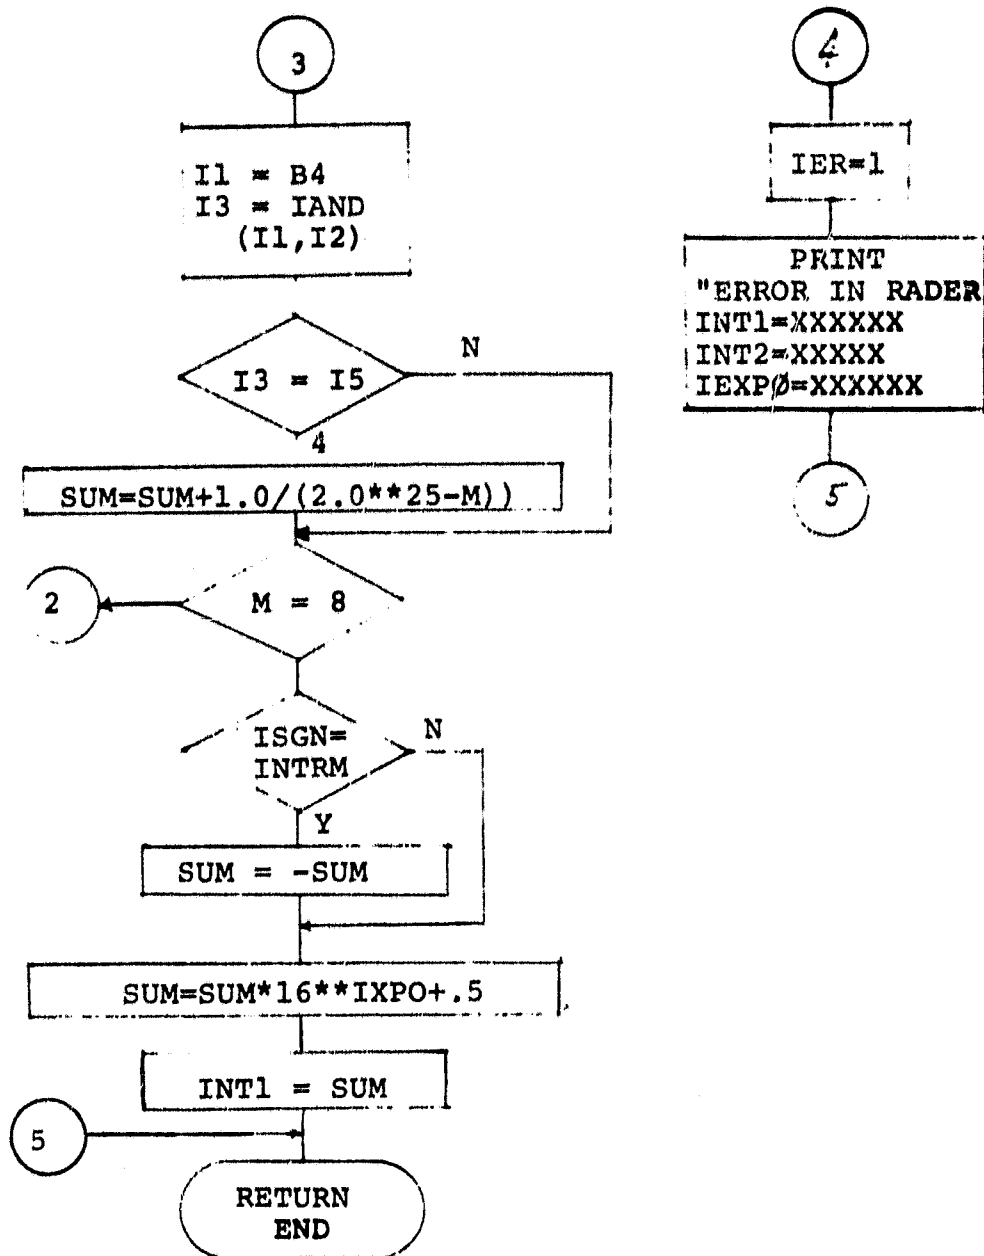 3
I1 = B4
I3 = IAND
(I1,I2)
I3 = I5
N
4
SUM=SUM+1.0/(2.0**25-M))
2
M = 8
ISGN=
INTRM
N
Y
SUM = -SUM
SUM=SUM*16**IXPO+.5
INT1 = SUM
5
RETURN
END
4
IER=1
PRINT
"ERROR IN RADER
INT1=XXXXXX
INT2=XXXXX
IEXPØ=XXXXXX
5